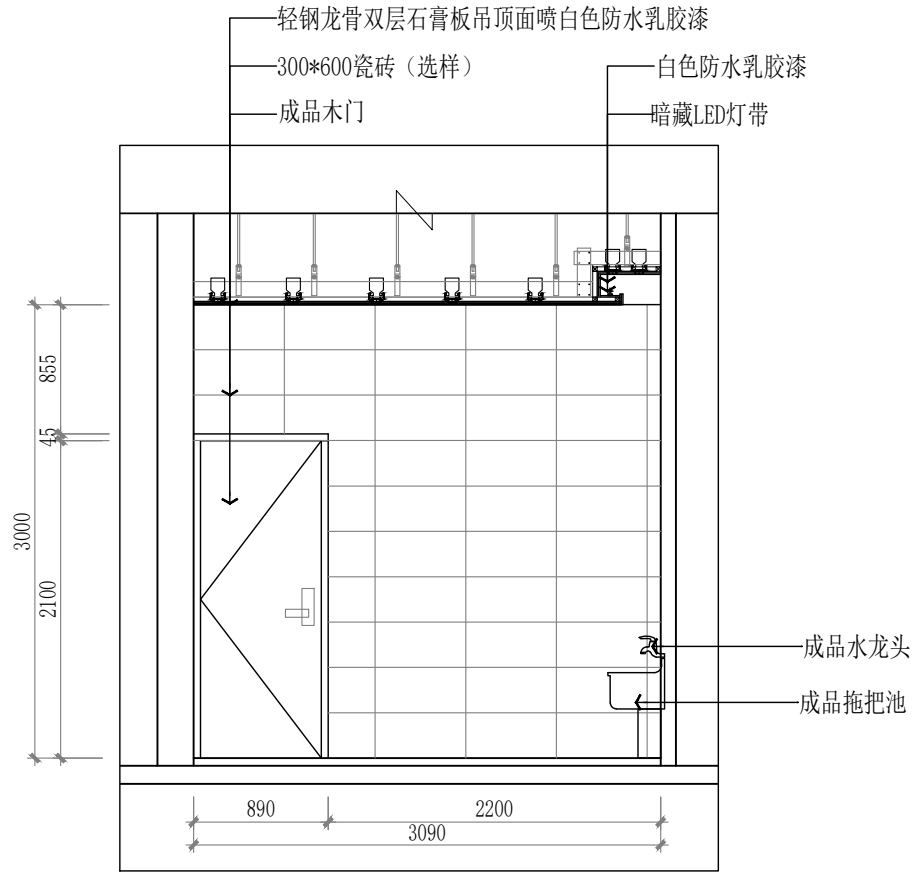 轻钢龙骨双层石膏板吊顶面喷白色防水乳胶漆
300*600瓷砖（选样）
成品木门
白色防水乳胶漆
暗藏LED灯带
855
45
3000
2100
成品水龙头
成品拖把池
890
2200
3090